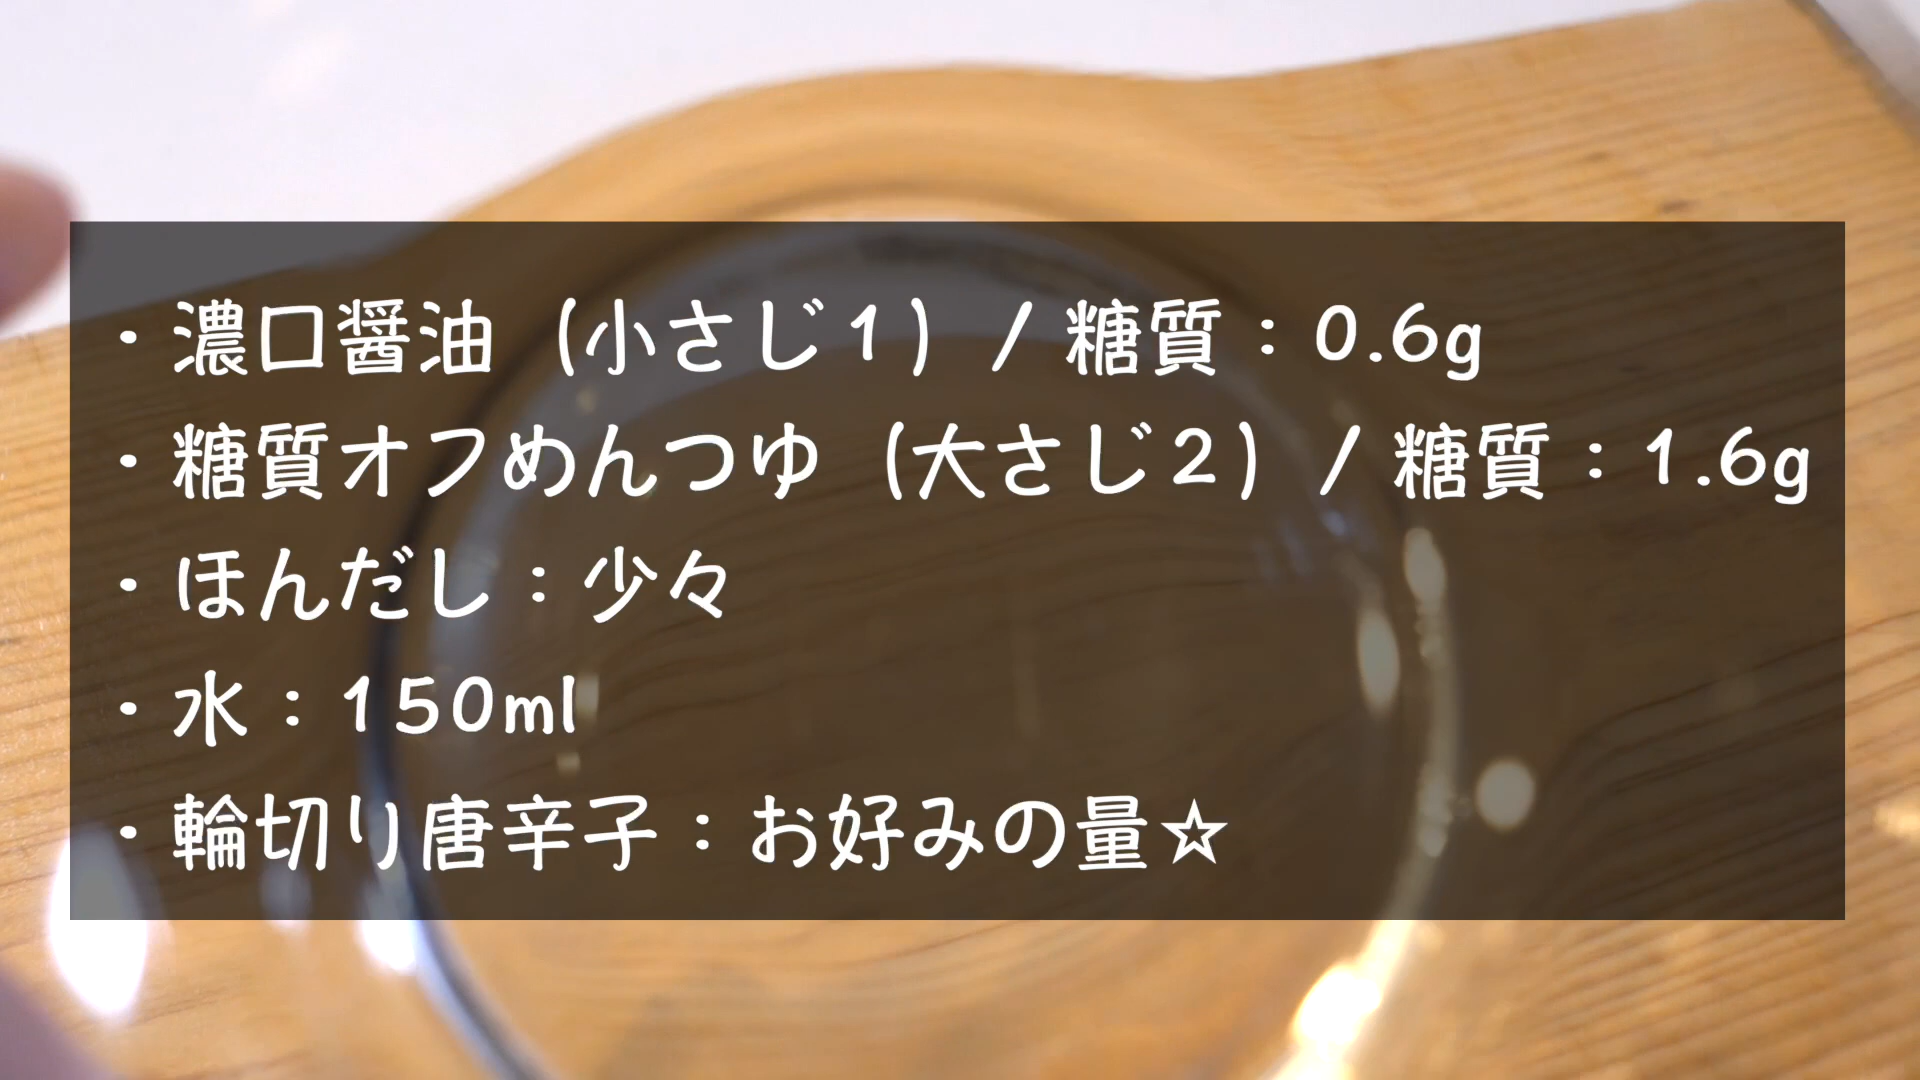 ・濃口醤油（小さじ１）/ 糖質：0.6g
・糖質オフめんつゆ（大さじ２）/ 糖質：1.6g
・ほんだし：少々
・水：150ml
・輪切り唐辛子：お好みの量☆